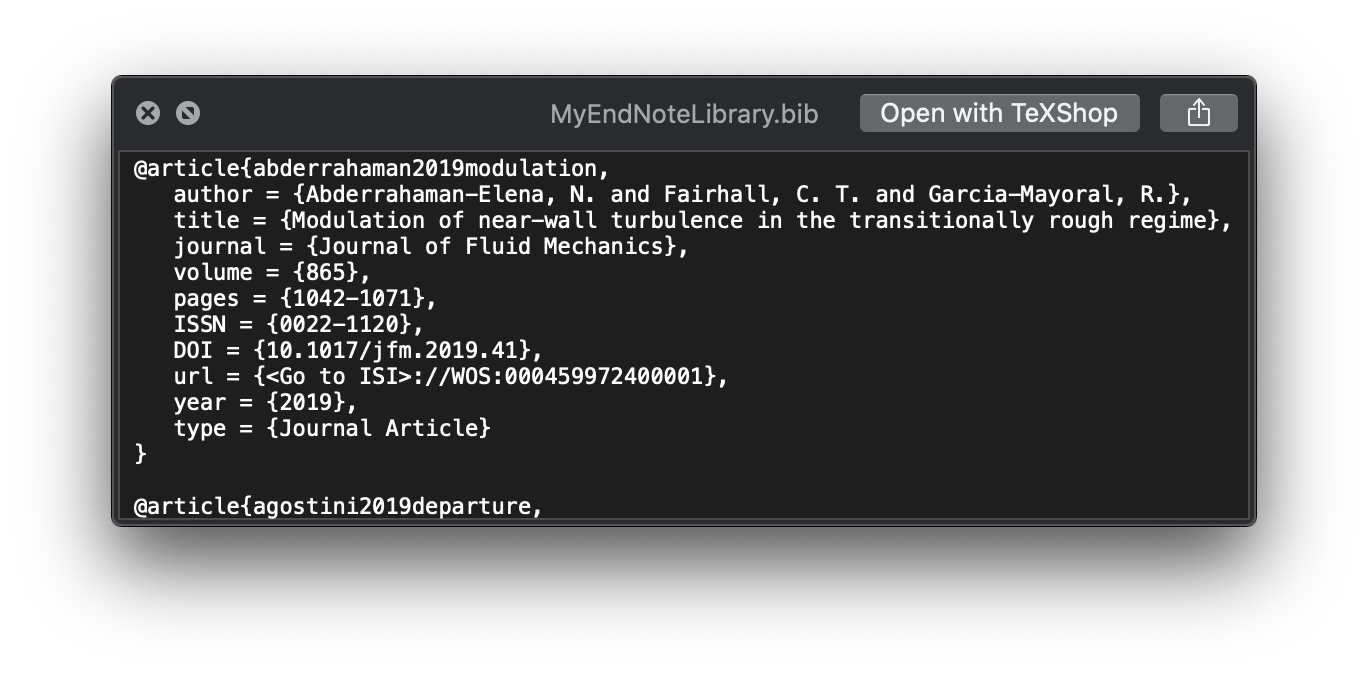 MyEndNoteLibrary.bib
Open with TeXShop
@article{abderrahaman2019modulation,
author = {Abderrahaman-Elena, N. and Fairhall, C. T. and Garcia-Mayoral, R.},
title = {Modulation of near-wall turbulence in the transitionally rough regime},
journal = {Journal of Fluid Mechanics},
volume = {865},
pages = {1042-1071},
ISSN = {0022-1120},
DOI = {10.1017/jfm.2019.41},
url = {<Go to ISI>://WOS:000459972400001},
year = {2019},
type = {Journal Article}
}
@article{agostini2019departure,